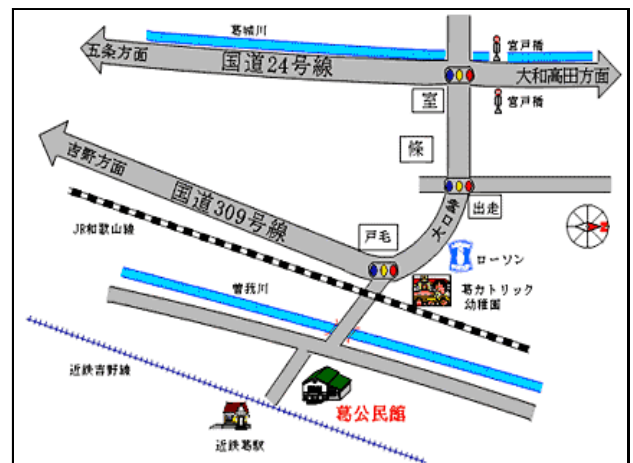 葛城川
宮戸橋
五条方面
国道24号線
大和高田方面
室
宮戸橋
條
吉野方面
国道309号線
大口峠
出走
戸毛
N
JR和歌山線
ローソン
曽我川
葛カトリック
幼稚園
近鉄吉野線
葛公民館
近鉄葛駅